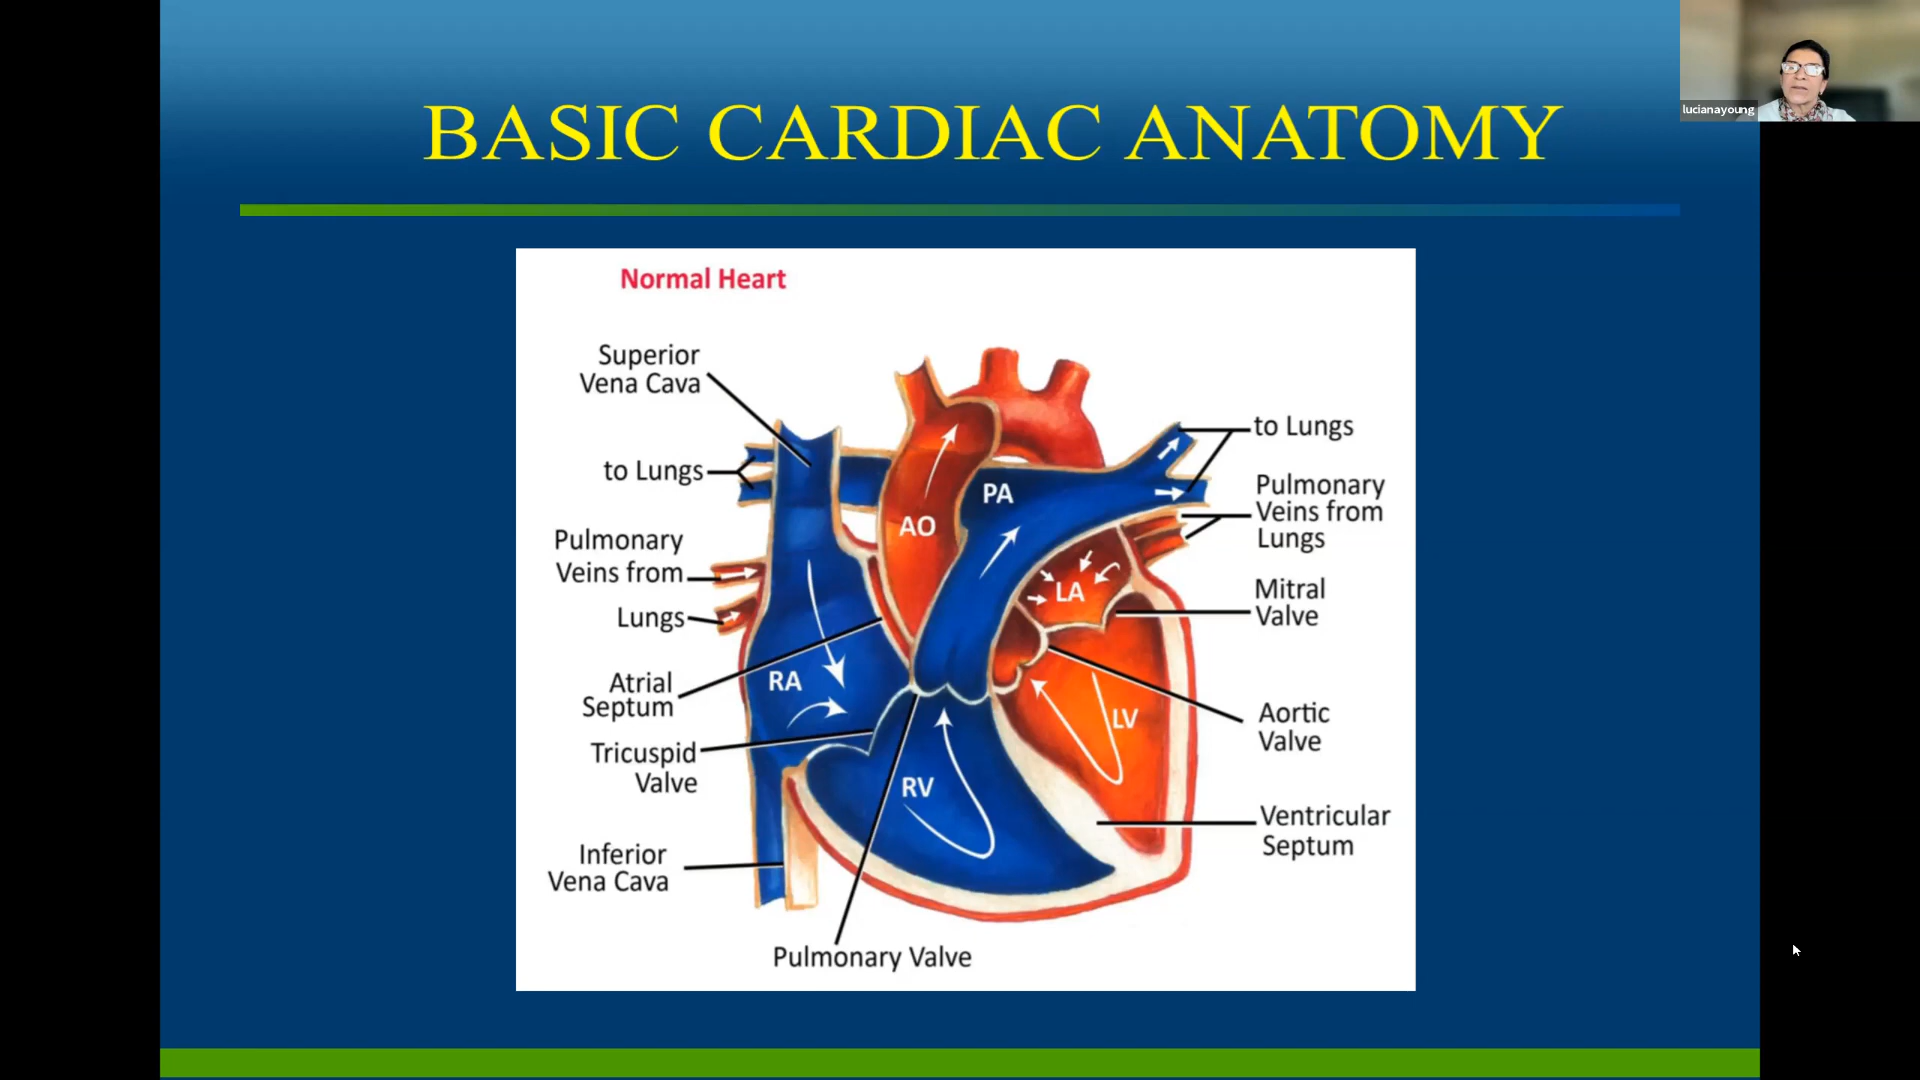 BASIC CARDIAC ANATOMY
lucianayoung
Normal Heart
Superior
Vena Cava
to Lungs
Pulmonary
Veins from
Lungs
Atrial
Septum
Tricuspid
Valve
Inferior
Vena Cava
Pulmonary Valve
AO
PA
LA
RA
LV
RV
to Lungs
Pulmonary
Veins from
Lungs
Mitral
Valve
Aortic
Valve
Ventricular
Septum